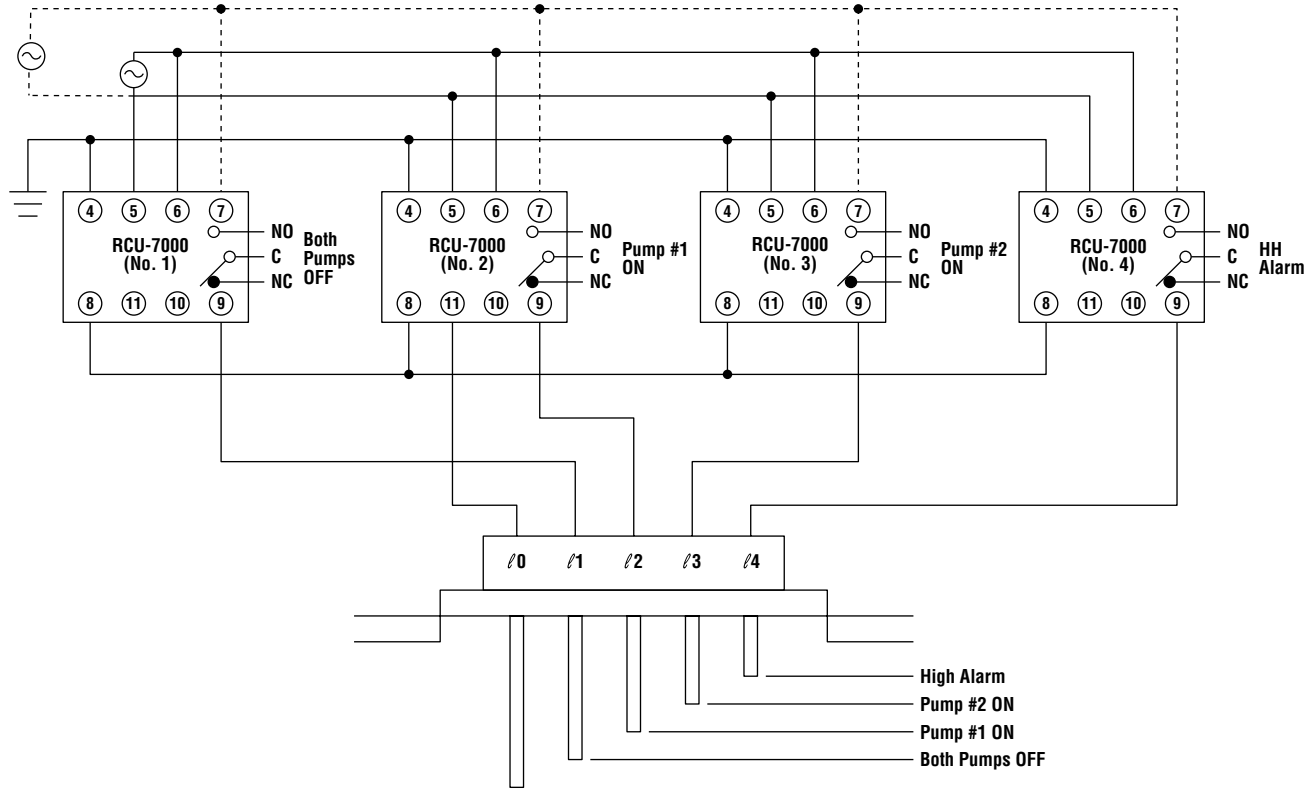 4 5 6 7
RCU-7000
(No. 1)
NO
C
NC
Both
Pumps
OFF
8 11 10 9
4 5 6 7
RCU-7000
(No. 2)
NO
C
NC
Pump #1
ON
8 11 10 9
4 5 6 7
RCU-7000
(No. 3)
NO
C
NC
Pump #2
ON
8 11 10 9
4 5 6 7
RCU-7000
(No. 4)
NO
C
NC
HH
Alarm
8 11 10 9
ℓ0 ℓ1 ℓ2 ℓ3 ℓ4
High Alarm
Pump #2 ON
Pump #1 ON
Both Pumps OFF